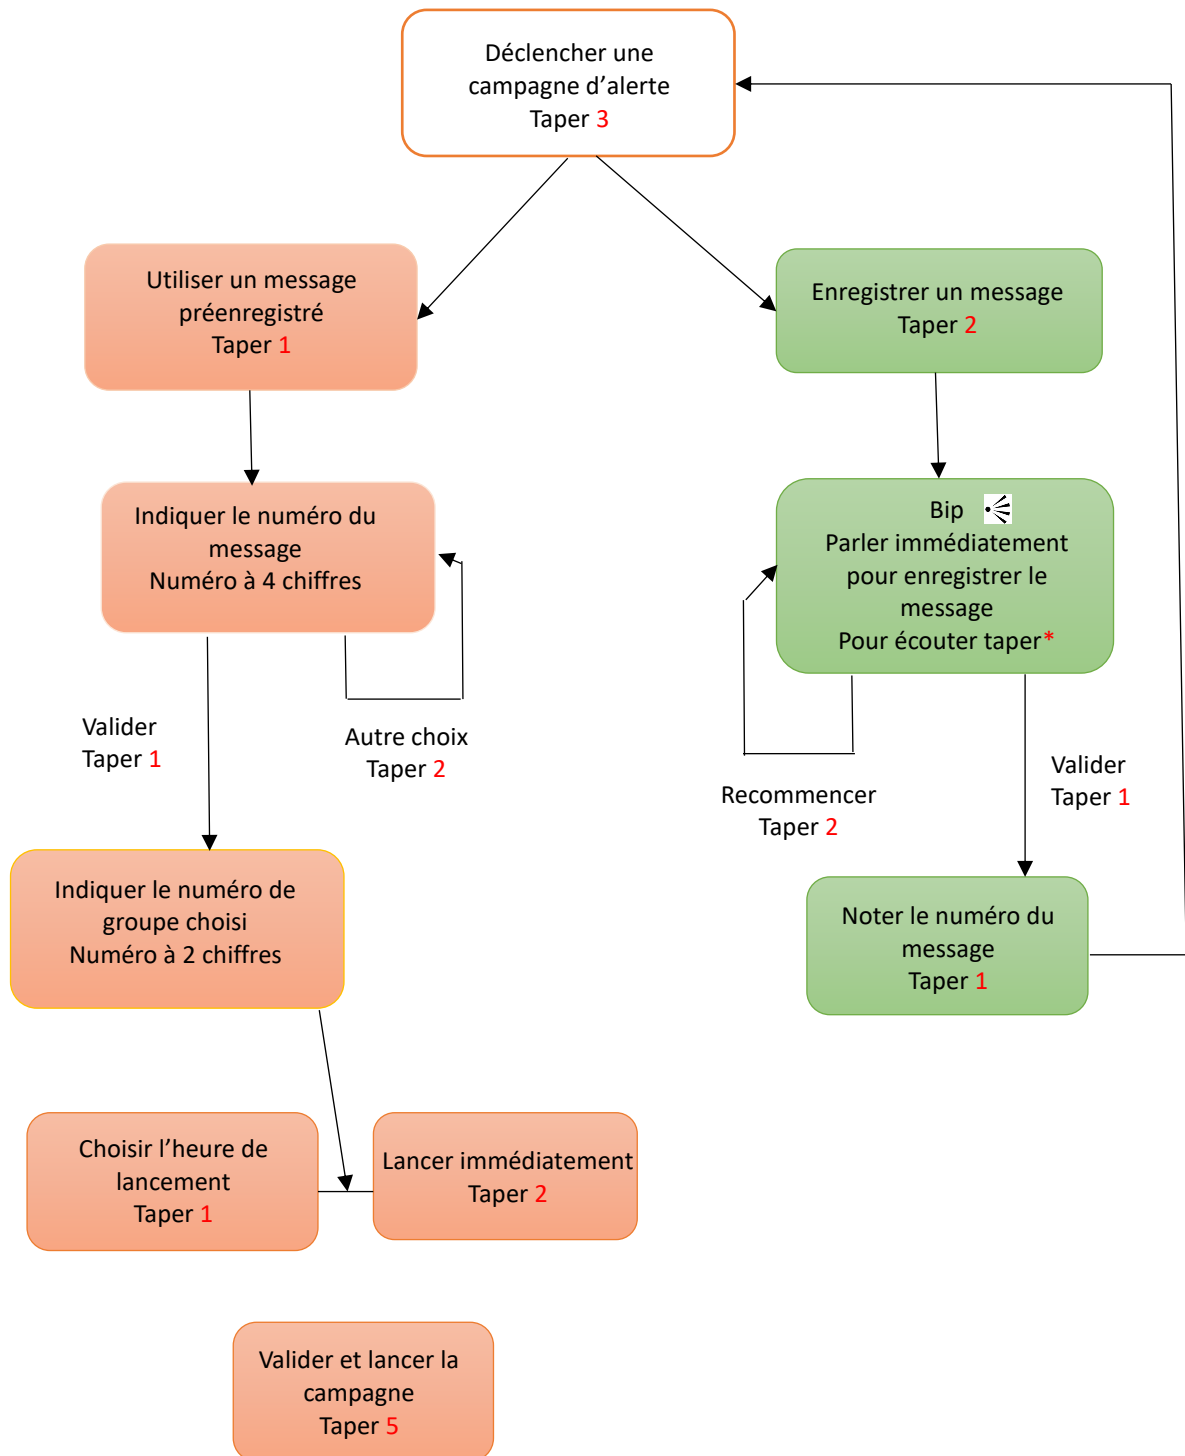 Déclencher une
campagne d’alerte
Taper 3
Utiliser un message
préenregistré
Taper 1
Enregistrer un message
Taper 2
Indiquer le numéro du
message
Numéro à 4 chiffres
Bip
Parler immédiatement
pour enregistrer le
message
Pour écouter taper*
Valider
Taper 1
Autre choix
Taper 2
Recommencer
Taper 2
Valider
Taper 1
Indiquer le numéro de
groupe choisi
Numéro à 2 chiffres
Noter le numéro du
message
Taper 1
Choisir l’heure de
lancement
Taper 1
Lancer immédiatement
Taper 2
Valider et lancer la
campagne
Taper 5